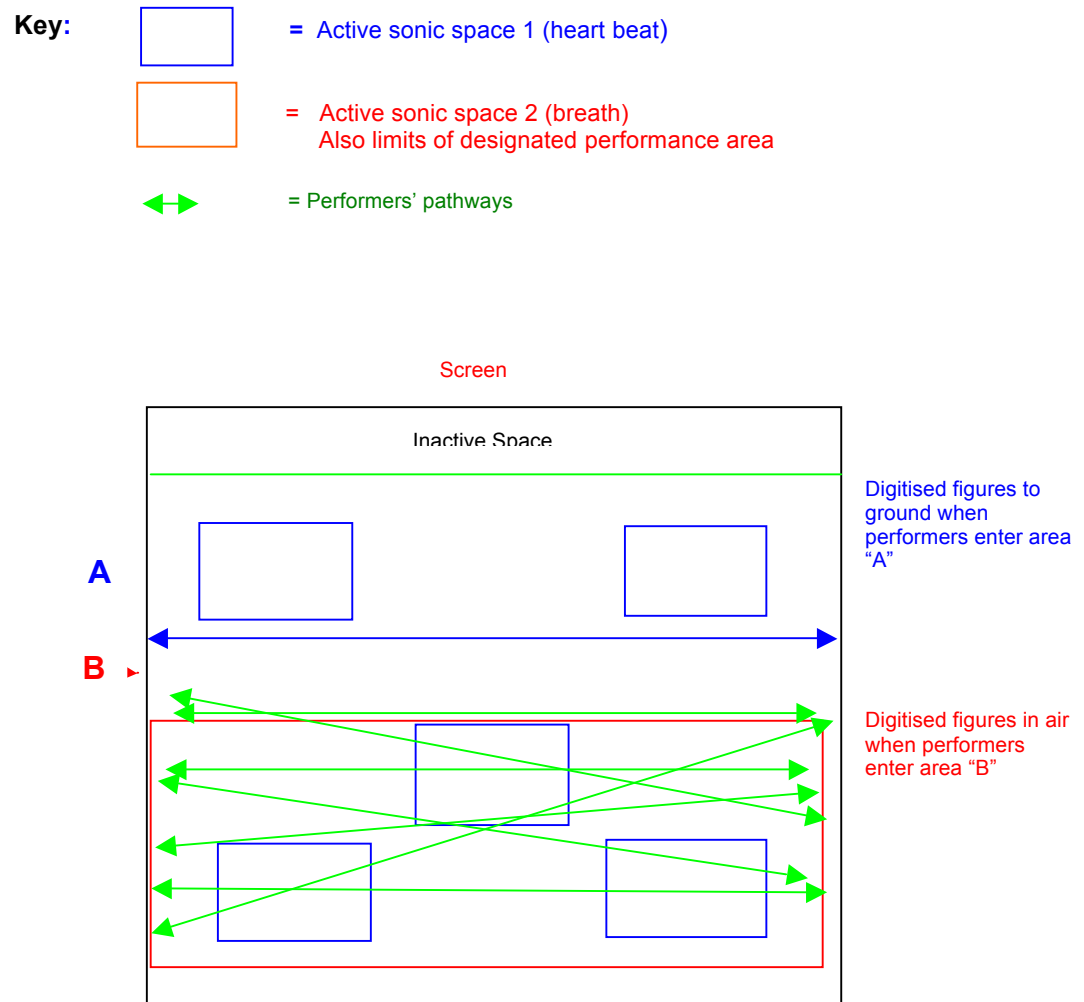 Key:
= Active sonic space 1 (heart beat)
= Active sonic space 2 (breath)
Also limits of designated performance area
= Performers’ pathways
Screen
Inactive Space
Digitised figures to
ground when
performers enter area
“A”
A
B
Digitised figures in air
when performers
enter area “B”